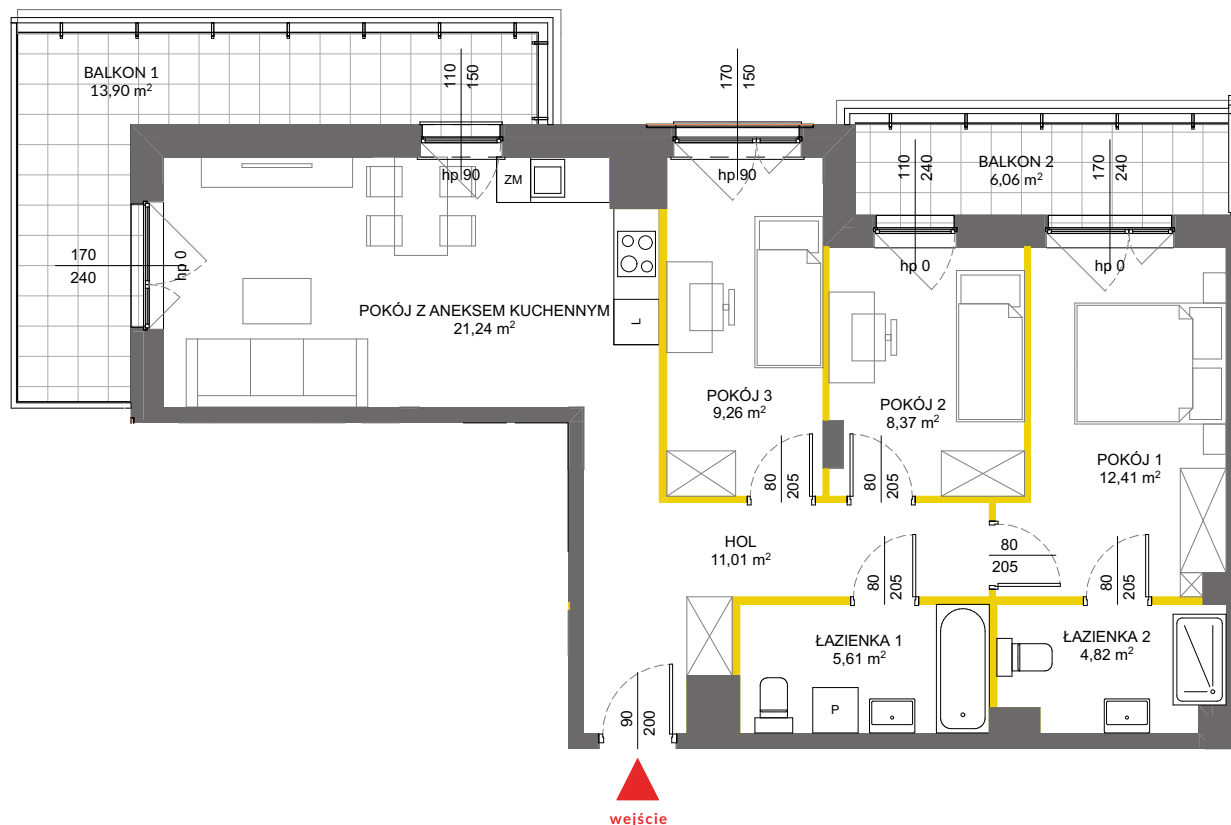 BALKON 1
13,90 m²
110
150
170
150
BALKON 2
6,06 m²
110
240
170
240
hp 90
ZM
hp 90
170
240
hp 0
hp 0
hp 0
POKÓJ Z ANEKSEM KUCHENNYM
21,24 m²
L
POKÓJ 3
9,26 m²
POKÓJ 2
8,37 m²
POKÓJ 1
12,41 m²
80
205
80
205
HOL
11,01 m²
80
205
80
205
80
205
ŁAZIENKA 1
5,61 m²
ŁAZIENKA 2
4,82 m²
P
90
200
wejście